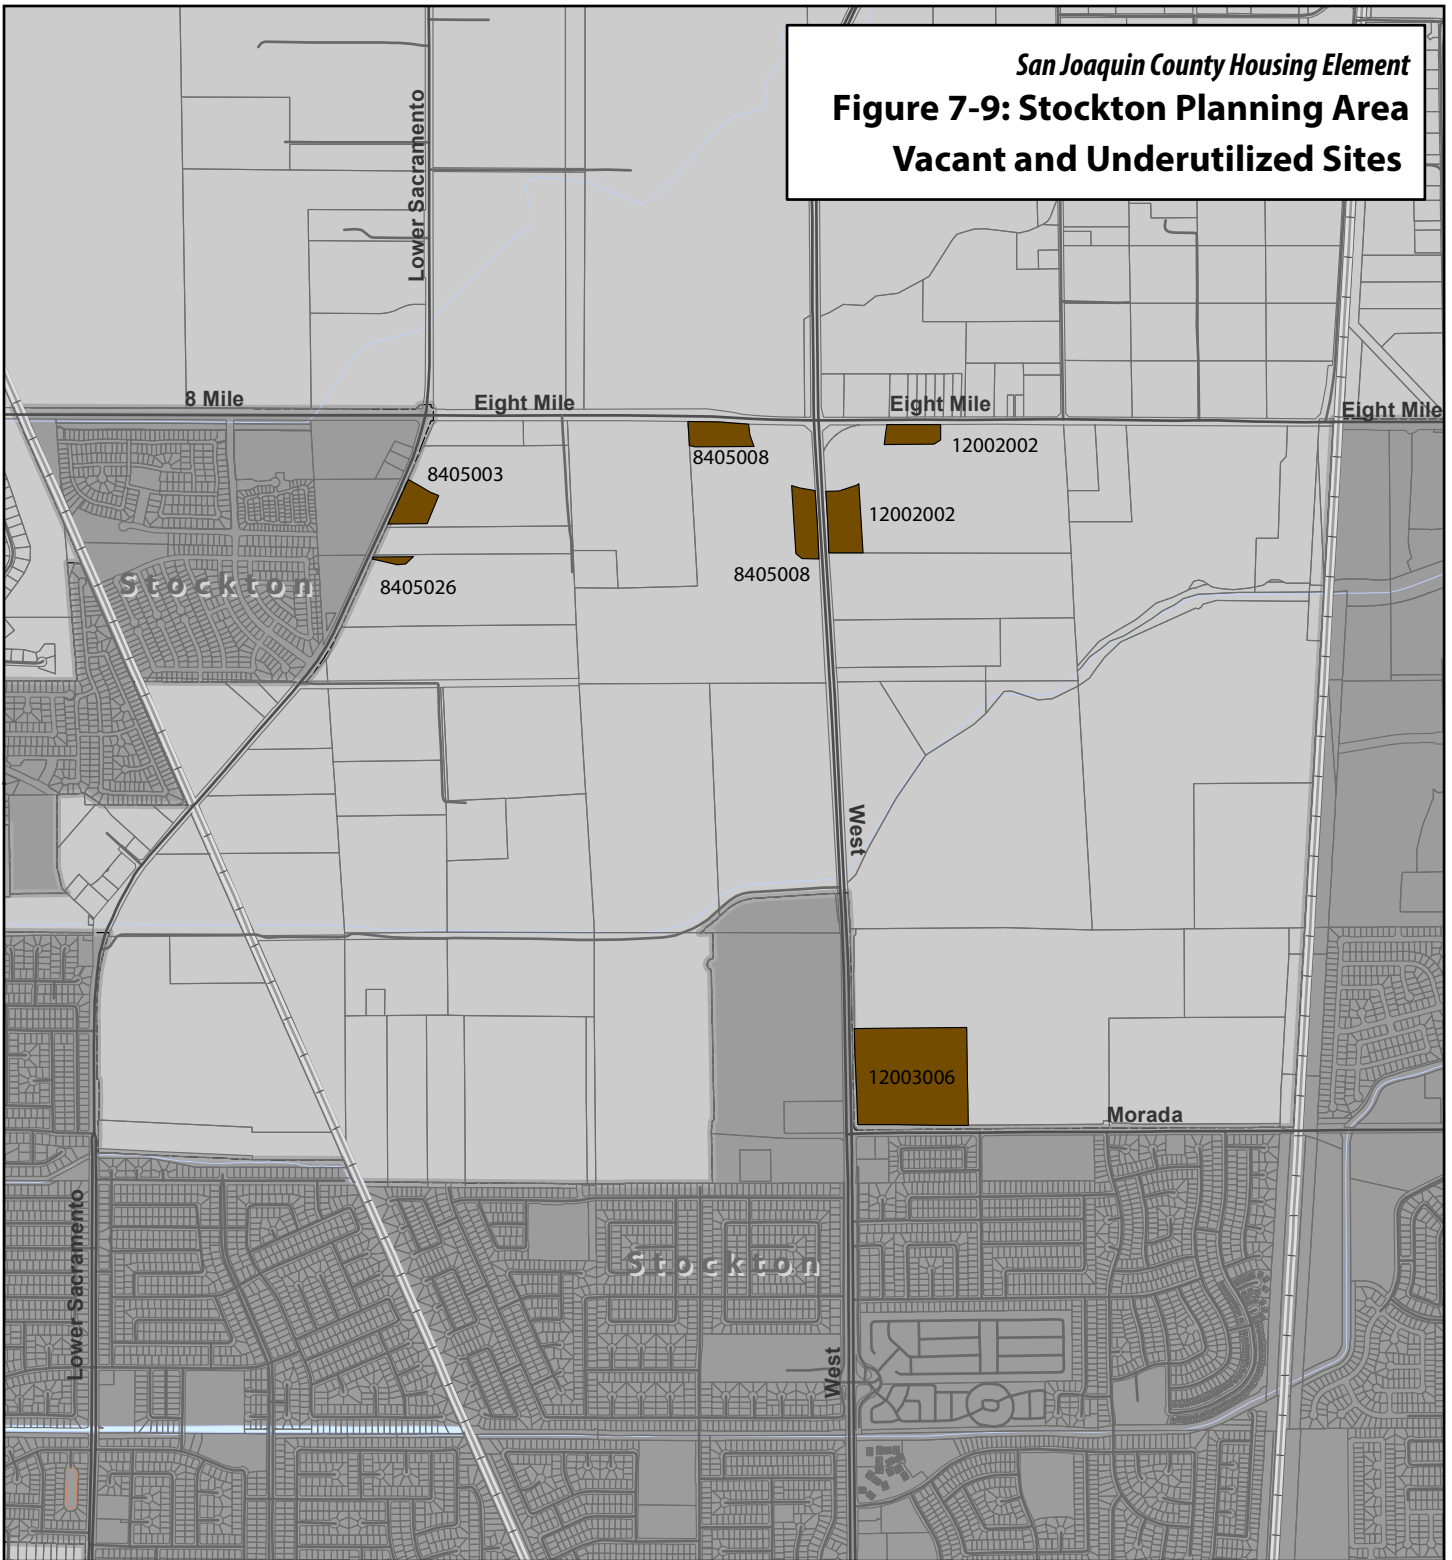 San Joaquin County Housing Element
Figure 7-9: Stockton Planning Area
Vacant and Underutilized Sites
Lower Sacramento
8 Mile
Eight Mile
Eight Mile
Eight Mile
8405003
8405008
12002002
12002002
8405008
8405026
Stockton
West
12003006
Morada
Stockton
Lower Sacramento
West